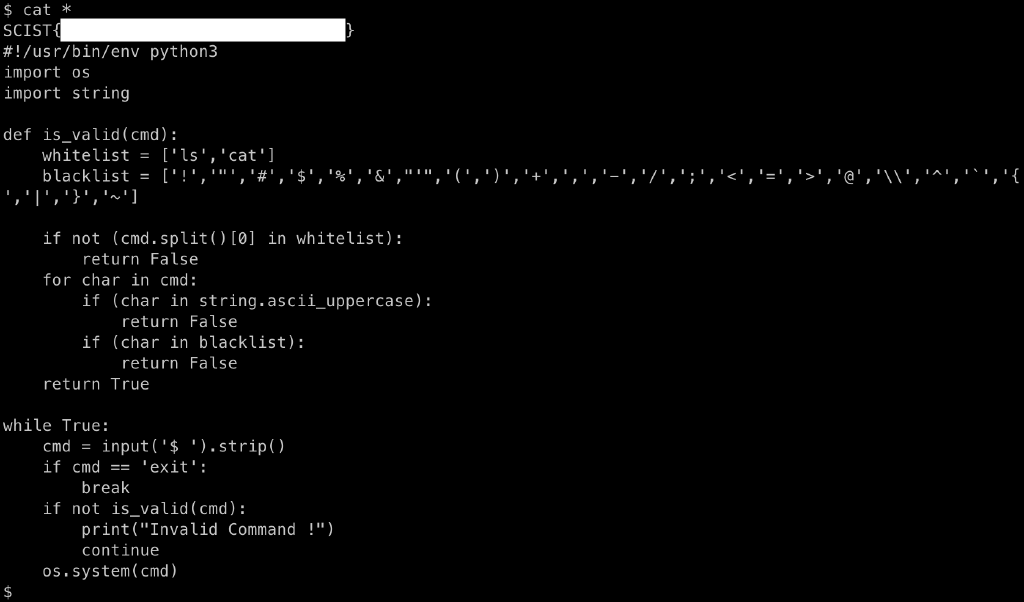 $ cat *
SCIST{                             }
#!/usr/bin/env python3
import os
import string

def is_valid(cmd):
    whitelist = ['ls','cat']
    blacklist = ['!','"','#','$','%','&',"'",'(',')','+',',','-','/',';','<','=','>','@','\\','^','`','{
','|','}','~']

    if not (cmd.split()[0] in whitelist):
        return False
    for char in cmd:
        if (char in string.ascii_uppercase):
            return False
        if (char in blacklist):
            return False
    return True

while True:
    cmd = input('$ ').strip()
    if cmd == 'exit':
        break
    if not is_valid(cmd):
        print("Invalid Command !")
        continue
    os.system(cmd)
$